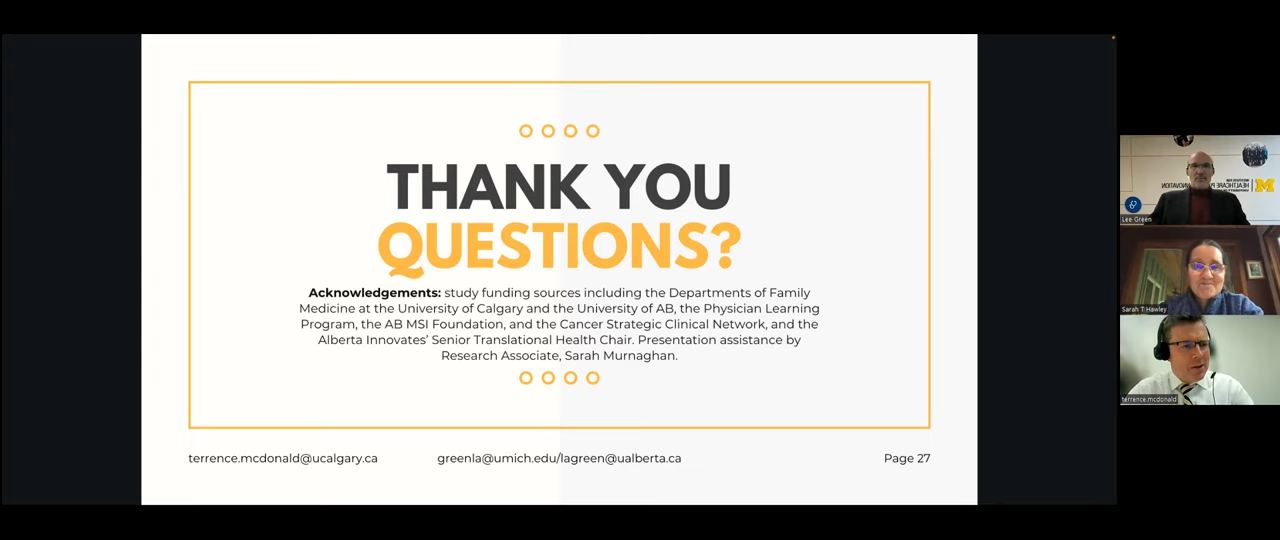 THANK YOU
QUESTIONS?
Acknowledgements: study funding sources including the Departments of Family
Medicine at the University of Calgary and the University of AB, the Physician Learning
Program, the AB MSI Foundation, and the Cancer Strategic Clinical Network, and the
Alberta Innovates' Senior Translational Health Chair. Presentation assistance by
Research Associate, Sarah Murnaghan.
terrence.mcdonald@ucalgary.ca
greenla@umich.edu/lagreen@ualberta.ca
Page 27
Lee Green
Sarah T Hawley
terrence.mcdonald